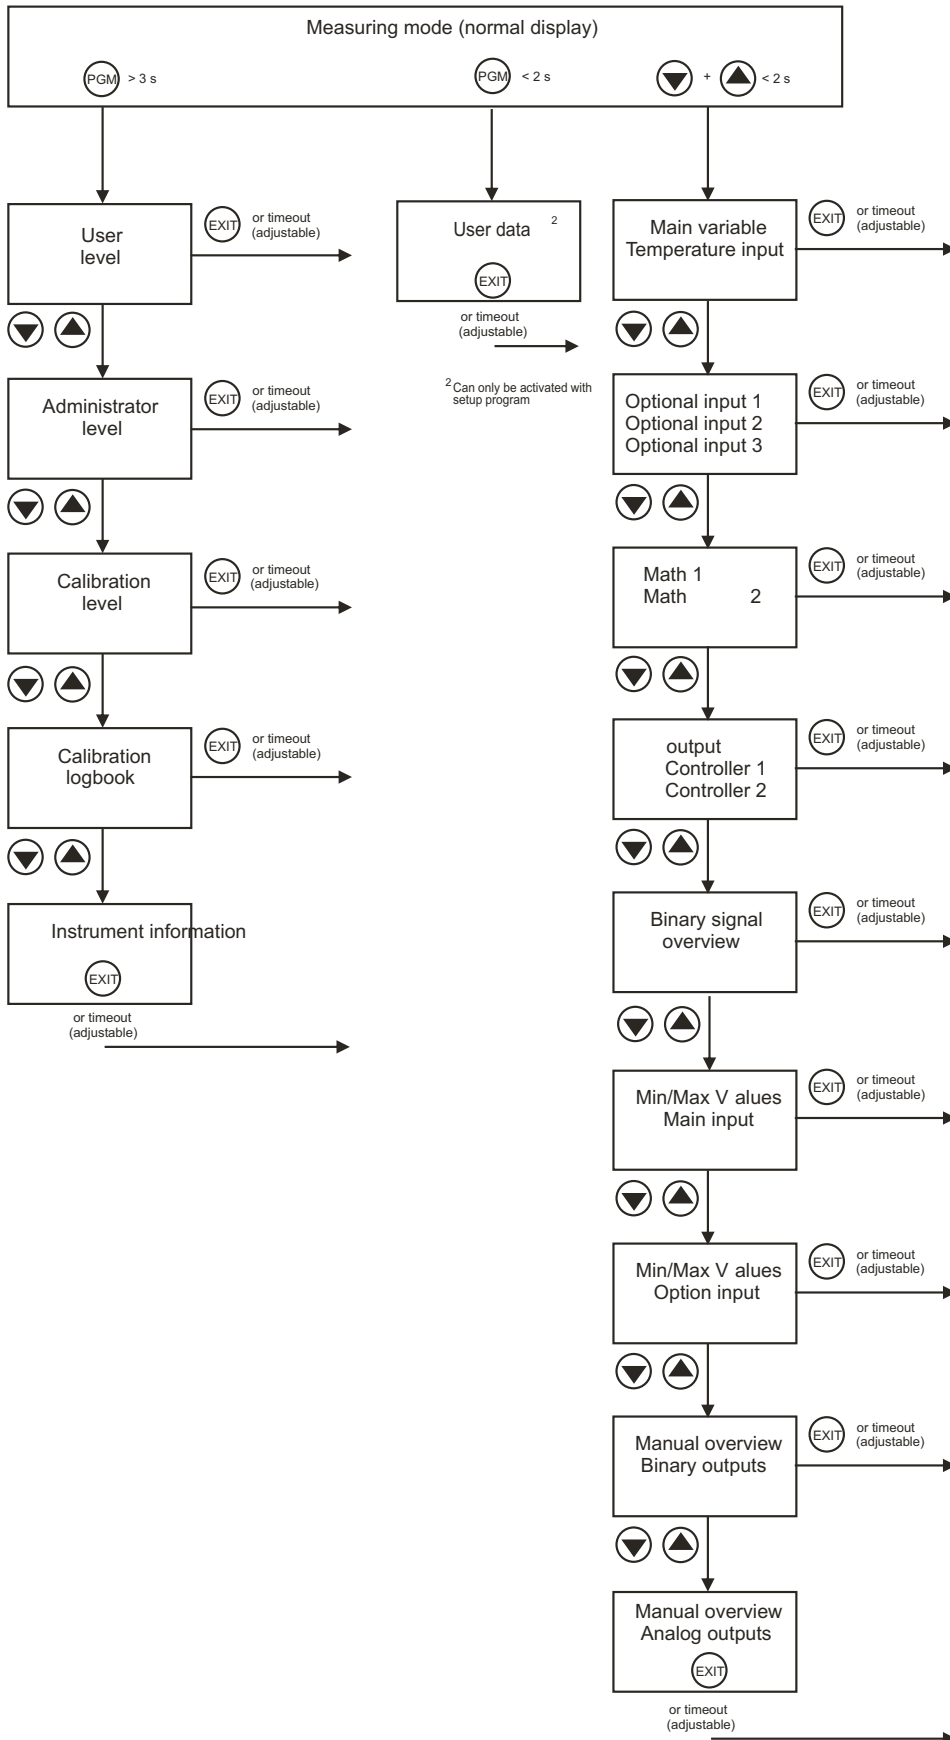 Measuring mode (normal display)
PGM > 3 s
PGM < 2 s
+ < 2 s
User
level
EXIT or timeout
(adjustable)
Administrator
level
EXIT or timeout
(adjustable)
Calibration
level
EXIT or timeout
(adjustable)
Calibration
logbook
EXIT or timeout
(adjustable)
Instrument information
EXIT
or timeout
(adjustable)
User data 2
EXIT
or timeout
(adjustable)
2 Can only be activated with
setup program
Main variable
Temperature input
EXIT or timeout
(adjustable)
Optional input 1
Optional input 2
Optional input 3
EXIT or timeout
(adjustable)
Math 1
Math 2
EXIT or timeout
(adjustable)
output
Controller 1
Controller 2
EXIT or timeout
(adjustable)
Binary signal
overview
EXIT or timeout
(adjustable)
Min/Max V alues
Main input
EXIT or timeout
(adjustable)
Min/Max V alues
Option input
EXIT or timeout
(adjustable)
Manual overview
Binary outputs
EXIT or timeout
(adjustable)
Manual overview
Analog outputs
EXIT
or timeout
(adjustable)